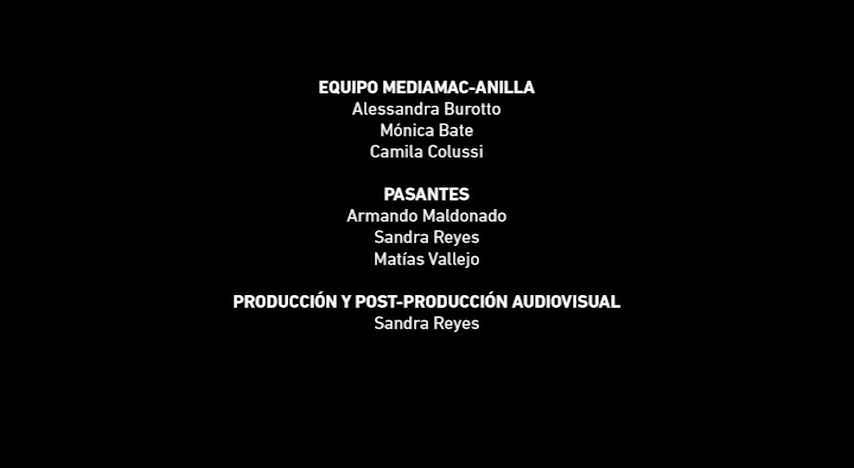 EQUIPO MEDIAMAC-ANILLA
Alessandra Burotto
Mónica Bate
Camila Colussi
PASANTES
Armando Maldonado
Sandra Reyes
Matías Vallejo
PRODUCCIÓN Y POST-PRODUCCIÓN AUDIOVISUAL
Sandra Reyes